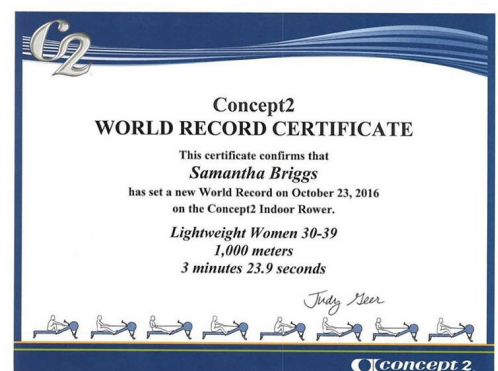 C2
Concept2
WORLD RECORD CERTIFICATE
This certificate confirms that
Samantha Briggs
has set a new World Record on October 23, 2016
on the Concept2 Indoor Rower.
Lightweight Women 30-39
1,000 meters
3 minutes 23.9 seconds
Judy Geer
concept 2